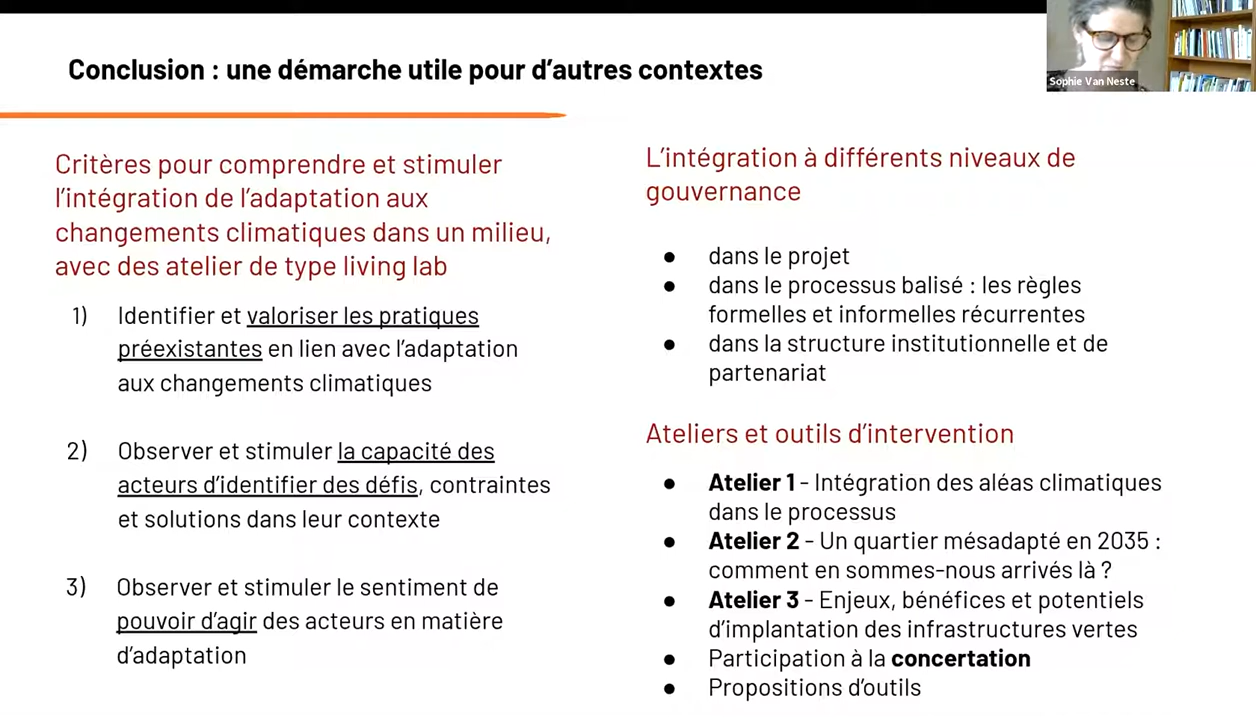 Conclusion : une démarche utile pour d'autres contextes
Sophie Van Neste
Critères pour comprendre et stimuler
l'intégration de l'adaptation aux
changements climatiques dans un milieu,
avec des atelier de type living lab
1) Identifier et valoriser les pratiques
préexistantes en lien avec l'adaptation
aux changements climatiques
2) Observer et stimuler la capacité des
acteurs d'identifier des défis, contraintes
et solutions dans leur contexte
3) Observer et stimuler le sentiment de
pouvoir d'agir des acteurs en matière
d'adaptation
L'intégration à différents niveaux de
gouvernance
● dans le projet
● dans le processus balisé : les règles
formelles et informelles récurrentes
● dans la structure institutionnelle et de
partenariat
Ateliers et outils d'intervention
● Atelier 1 - Intégration des aléas climatiques
dans le processus
● Atelier 2 - Un quartier mésadapté en 2035 :
comment en sommes-nous arrivés là ?
● Atelier 3 - Enjeux, bénéfices et potentiels
d'implantation des infrastructures vertes
● Participation à la concertation
● Propositions d'outils